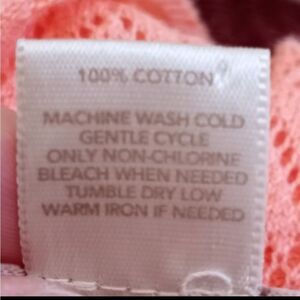 100% COTTON
MACHINE WASH COLD
GENTLE CYCLE
ONLY NON-CHLORINE
BLEACH WHEN NEEDED
TUMBLE DRY LOW
WARM IRON IF NEEDED